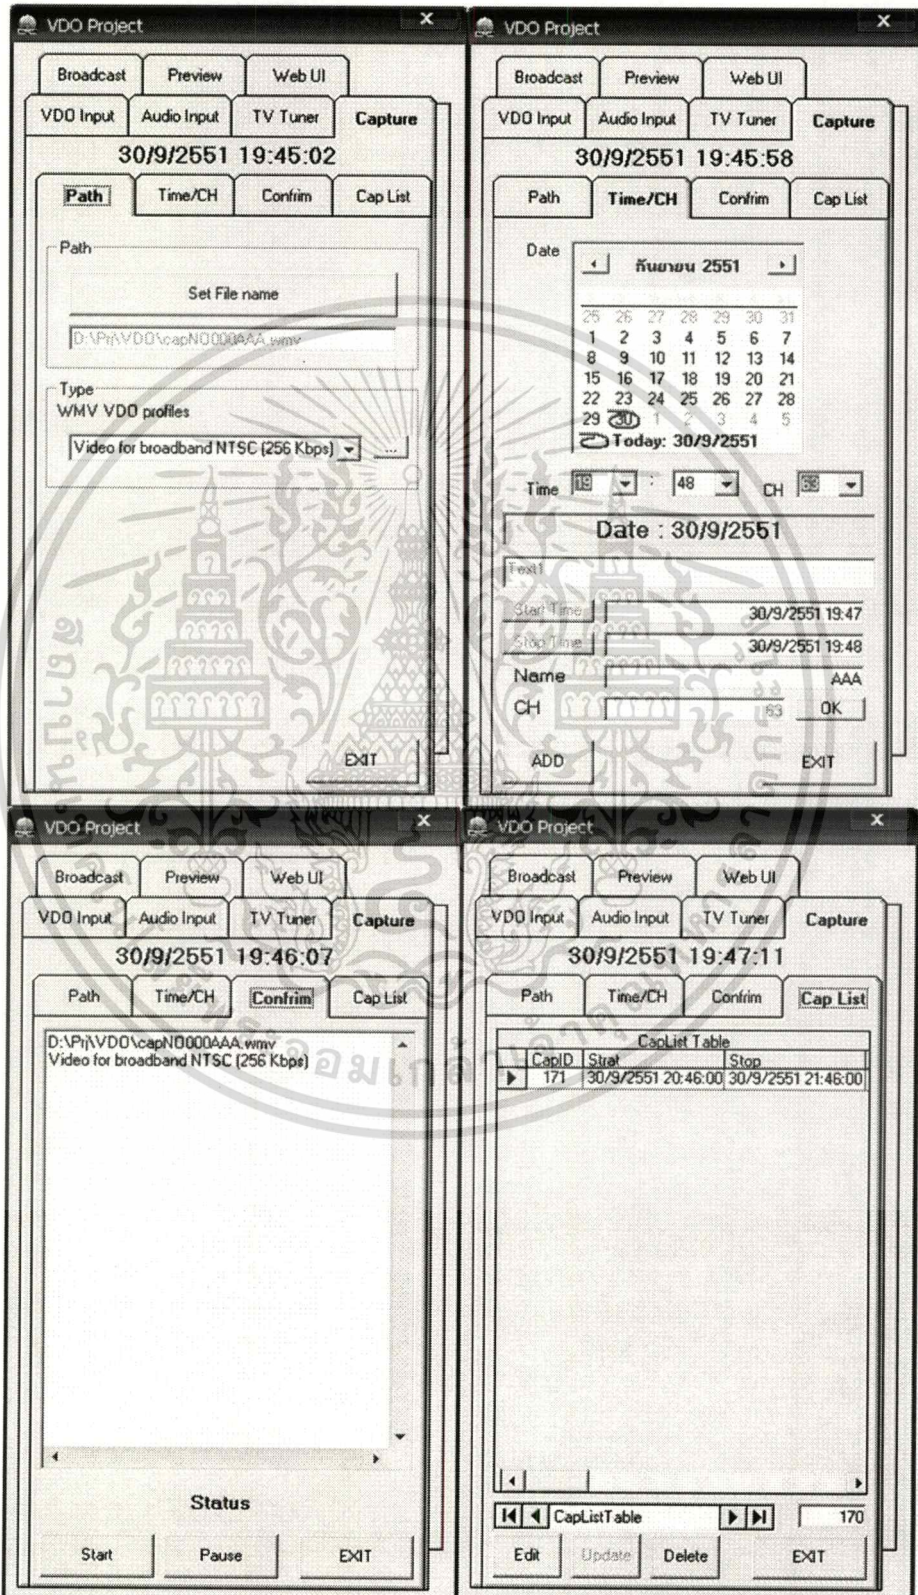 VDO Project x
Broadcast Preview Web UI
VDO Input Audio Input TV Tuner Capture
30/9/2551 19:45:02
Path Time/CH Confrim Cap List
Path
Set File name
D:\Prj\VDO\capNO000AAA.wmv
Type
WMV VDO profiles
Video for broadband NTSC (256 Kbps) ...
EXIT
VDO Project x
Broadcast Preview Web UI
VDO Input Audio Input TV Tuner Capture
30/9/2551 19:45:58
Path Time/CH Confrim Cap List
Date
กันยายน 2551
25 26 27 28 29 30 31
1 2 3 4 5 6 7
8 9 10 11 12 13 14
15 16 17 18 19 20 21
22 23 24 25 26 27 28
29 30 1 2 3 4 5
Today: 30/9/2551
Time 19 : 48 CH 63
Date : 30/9/2551
Text1
Start Time 30/9/2551 19:47
Stop Time 30/9/2551 19:48
Name AAA
CH 63 OK
ADD EXIT
VDO Project x
Broadcast Preview Web UI
VDO Input Audio Input TV Tuner Capture
30/9/2551 19:46:07
Path Time/CH Confrim Cap List
D:\Prj\VDO\capNO000AAA.wmv
Video for broadband NTSC (256 Kbps)
Status
Start Pause EXIT
VDO Project x
Broadcast Preview Web UI
VDO Input Audio Input TV Tuner Capture
30/9/2551 19:47:11
Path Time/CH Confrim Cap List
CapList Table
CapID Strat Stop
171 30/9/2551 20:46:00 30/9/2551 21:46:00
CapListTable 170
Edit Update Delete EXIT